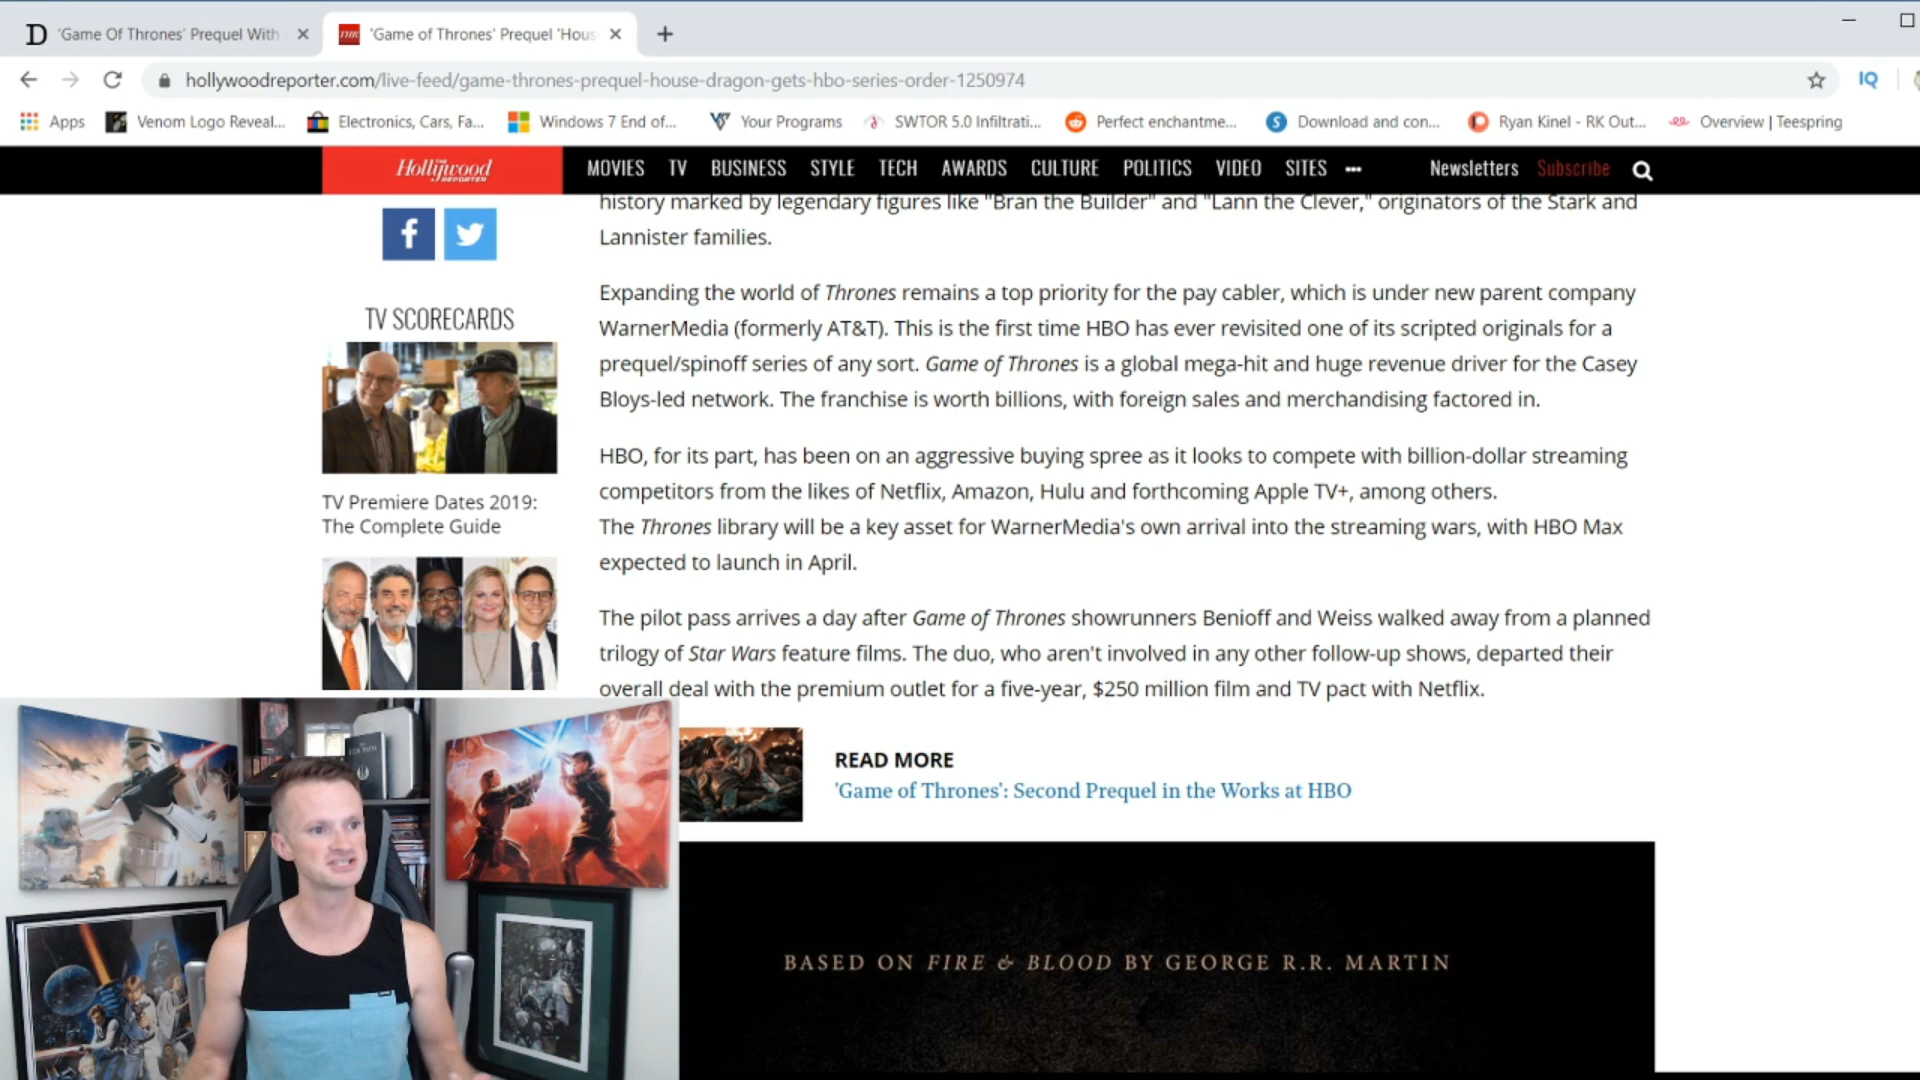 D 'Game Of Thrones' Prequel With
THR 'Game of Thrones' Prequel 'Hous
hollywoodreporter.com/live-feed/game-thrones-prequel-house-dragon-gets-hbo-series-order-1250974
IQ
Apps
Venom Logo Reveal...
Electronics, Cars, Fa...
Windows 7 End of...
Your Programs
SWTOR 5.0 Infiltrati...
Perfect enchantme...
Download and con...
Ryan Kinel - RK Out...
Overview | Teespring
The Hollywood REPORTER
MOVIES TV BUSINESS STYLE TECH AWARDS CULTURE POLITICS VIDEO SITES ••• Newsletters Subscribe
history marked by legendary figures like "Bran the Builder" and "Lann the Clever," originators of the Stark and
Lannister families.
TV SCORECARDS
TV Premiere Dates 2019:
The Complete Guide
Expanding the world of Thrones remains a top priority for the pay cabler, which is under new parent company
WarnerMedia (formerly AT&T). This is the first time HBO has ever revisited one of its scripted originals for a
prequel/spinoff series of any sort. Game of Thrones is a global mega-hit and huge revenue driver for the Casey
Bloys-led network. The franchise is worth billions, with foreign sales and merchandising factored in.
HBO, for its part, has been on an aggressive buying spree as it looks to compete with billion-dollar streaming
competitors from the likes of Netflix, Amazon, Hulu and forthcoming Apple TV+, among others.
The Thrones library will be a key asset for WarnerMedia's own arrival into the streaming wars, with HBO Max
expected to launch in April.
The pilot pass arrives a day after Game of Thrones showrunners Benioff and Weiss walked away from a planned
trilogy of Star Wars feature films. The duo, who aren't involved in any other follow-up shows, departed their
overall deal with the premium outlet for a five-year, $250 million film and TV pact with Netflix.
READ MORE
'Game of Thrones': Second Prequel in the Works at HBO
BASED ON FIRE & BLOOD BY GEORGE R.R. MARTIN